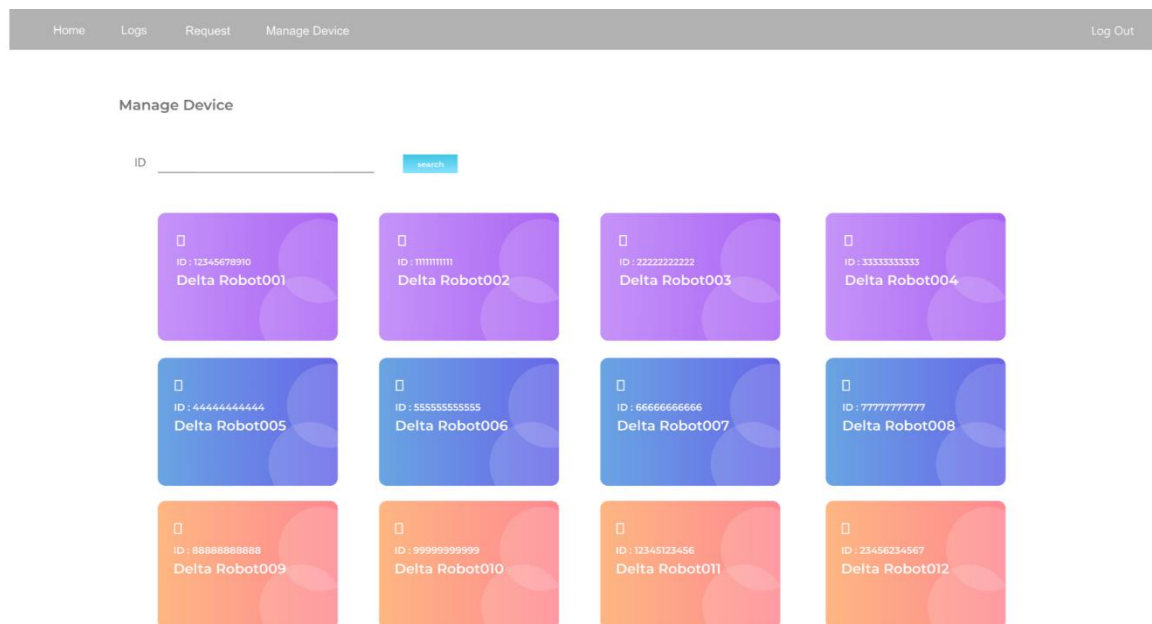 Home Logs Request Manage Device Log Out
Manage Device
ID search
ID : 12345678910
Delta Robot001
ID : 11111111111
Delta Robot002
ID : 22222222222
Delta Robot003
ID : 33333333333
Delta Robot004
ID : 44444444444
Delta Robot005
ID : 555555555555
Delta Robot006
ID : 66666666666
Delta Robot007
ID : 77777777777
Delta Robot008
ID : 88888888888
Delta Robot009
ID : 99999999999
Delta Robot010
ID : 12345123456
Delta Robot011
ID : 23456234567
Delta Robot012